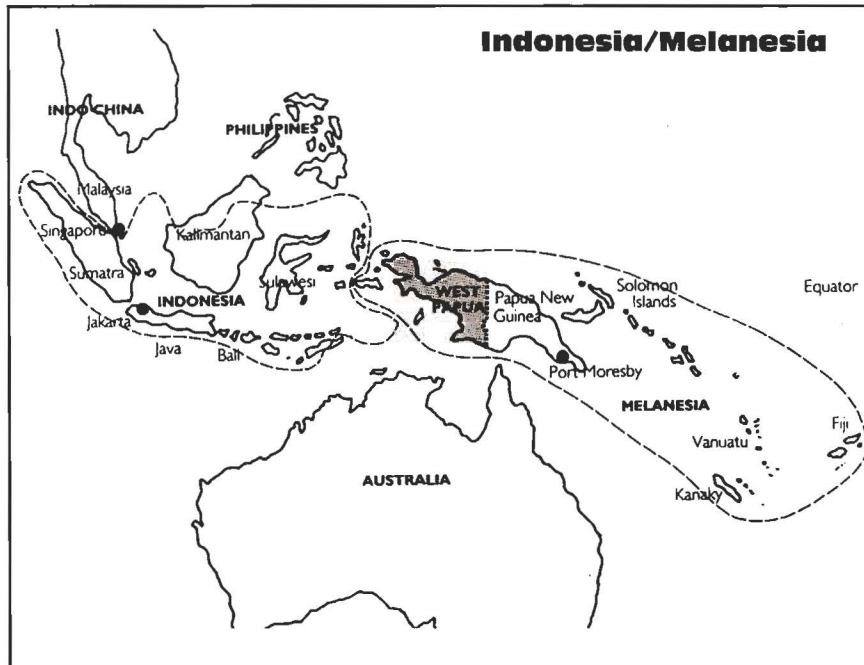 Indonesia/Melanesia
INDO CHINA
PHILIPPINES
Malaysia
Singapore
Kalimantan
Sumatra
Sulawesi
INDONESIA
WEST
PAPUA
Papua New
Guinea
Solomon
Islands
Equator
Jakarta
Java
Bali
Port Moresby
MELANESIA
Vanuatu
Fiji
Kanaky
AUSTRALIA